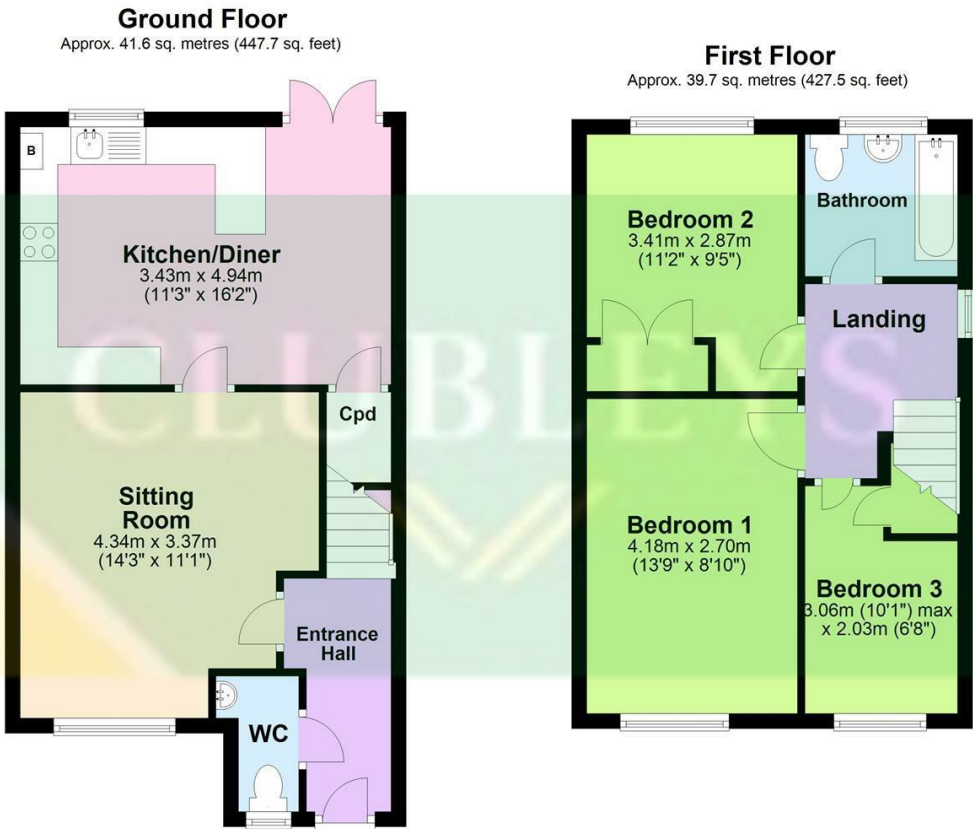 Ground Floor
Approx. 41.6 sq. metres (447.7 sq. feet)
B
Kitchen/Diner
3.43m x 4.94m
(11'3" x 16'2")
Cpd
Sitting
Room
4.34m x 3.37m
(14'3" x 11'1")
Entrance
Hall
WC
First Floor
Approx. 39.7 sq. metres (427.5 sq. feet)
Bedroom 2
3.41m x 2.87m
(11'2" x 9'5")
Bathroom
Landing
Bedroom 1
4.18m x 2.70m
(13'9" x 8'10")
Bedroom 3
3.06m (10'1") max
x 2.03m (6'8")
CLUBLEYS